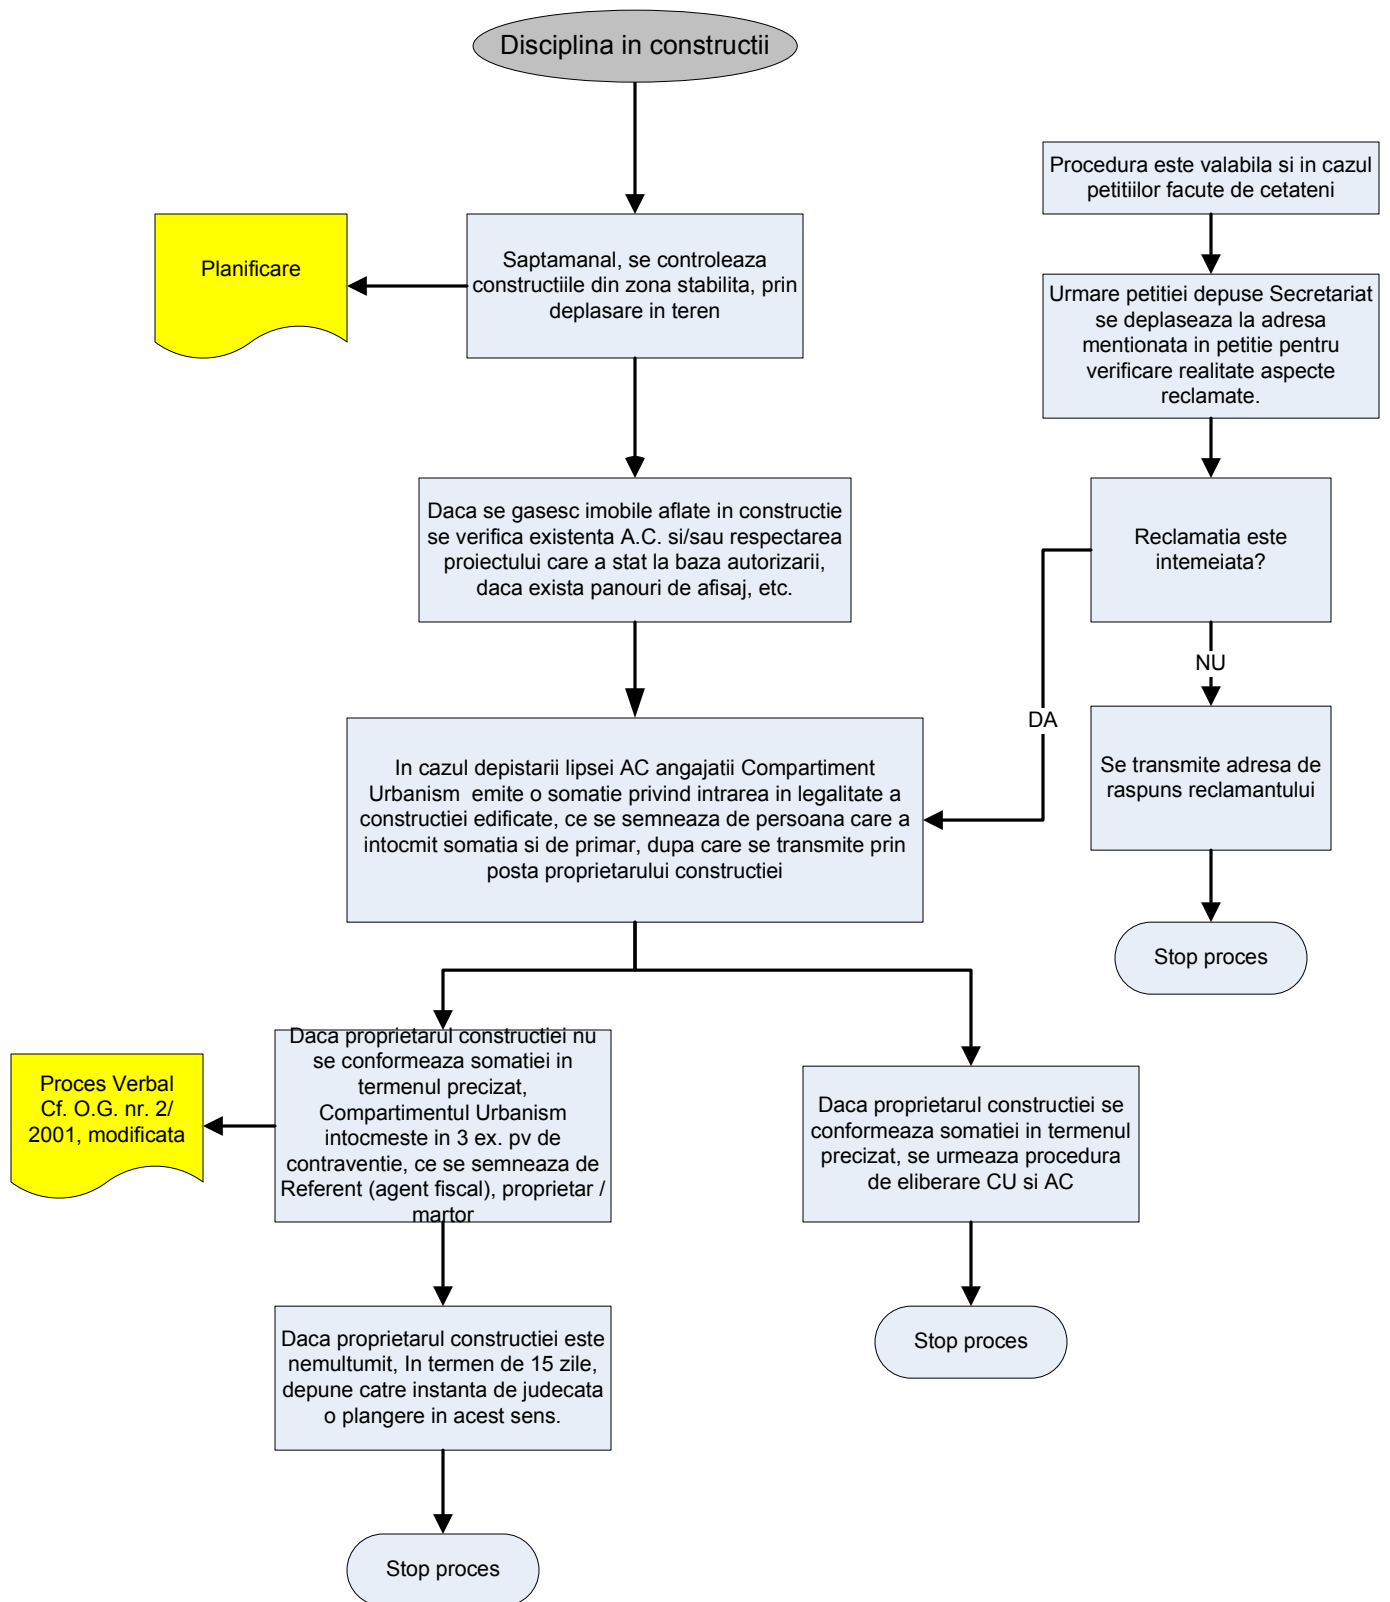 Disciplina in constructii
Procedura este valabila si in cazul
petitiilor facute de cetateni
Planificare
Saptamanal, se controleaza
constructiile din zona stabilita, prin
deplasare in teren
Urmare petitiei depuse Secretariat
se deplaseaza la adresa
mentionata in petitie pentru
verificare realitate aspecte
reclamate.
Daca se gasesc imobile aflate in constructie
se verifica existenta A.C. si/sau respectarea
proiectului care a stat la baza autorizarii,
daca exista panouri de afisaj, etc.
Reclamatia este
intemeiata?
NU
DA
In cazul depistarii lipsei AC angajatii Compartiment
Urbanism  emite o somatie privind intrarea in legalitate a
constructiei edificate, ce se semneaza de persoana care a
intocmit somatia si de primar, dupa care se transmite prin
posta proprietarului constructiei
Se transmite adresa de
raspuns reclamantului
Stop proces
Proces Verbal
Cf. O.G. nr. 2/
2001, modificata
Daca proprietarul constructiei nu
se conformeaza somatiei in
termenul precizat,
Compartimentul Urbanism
intocmeste in 3 ex. pv de
contraventie, ce se semneaza de
Referent (agent fiscal), proprietar /
martor
Daca proprietarul constructiei se
conformeaza somatiei in termenul
precizat, se urmeaza procedura
de eliberare CU si AC
Daca proprietarul constructiei este
nemultumit, In termen de 15 zile,
depune catre instanta de judecata
o plangere in acest sens.
Stop proces
Stop proces